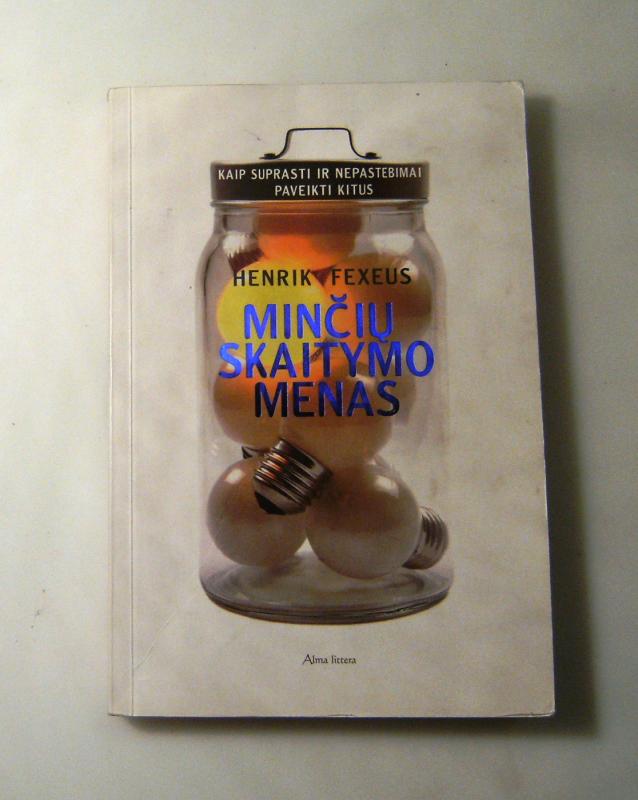 KAIP SUPRASTI IR NEPASTEBIMAI
PAVEIKTI KITUS
HENRIK FEXEUS
MINČIŲ
SKAITYMO
MENAS
Alma littera